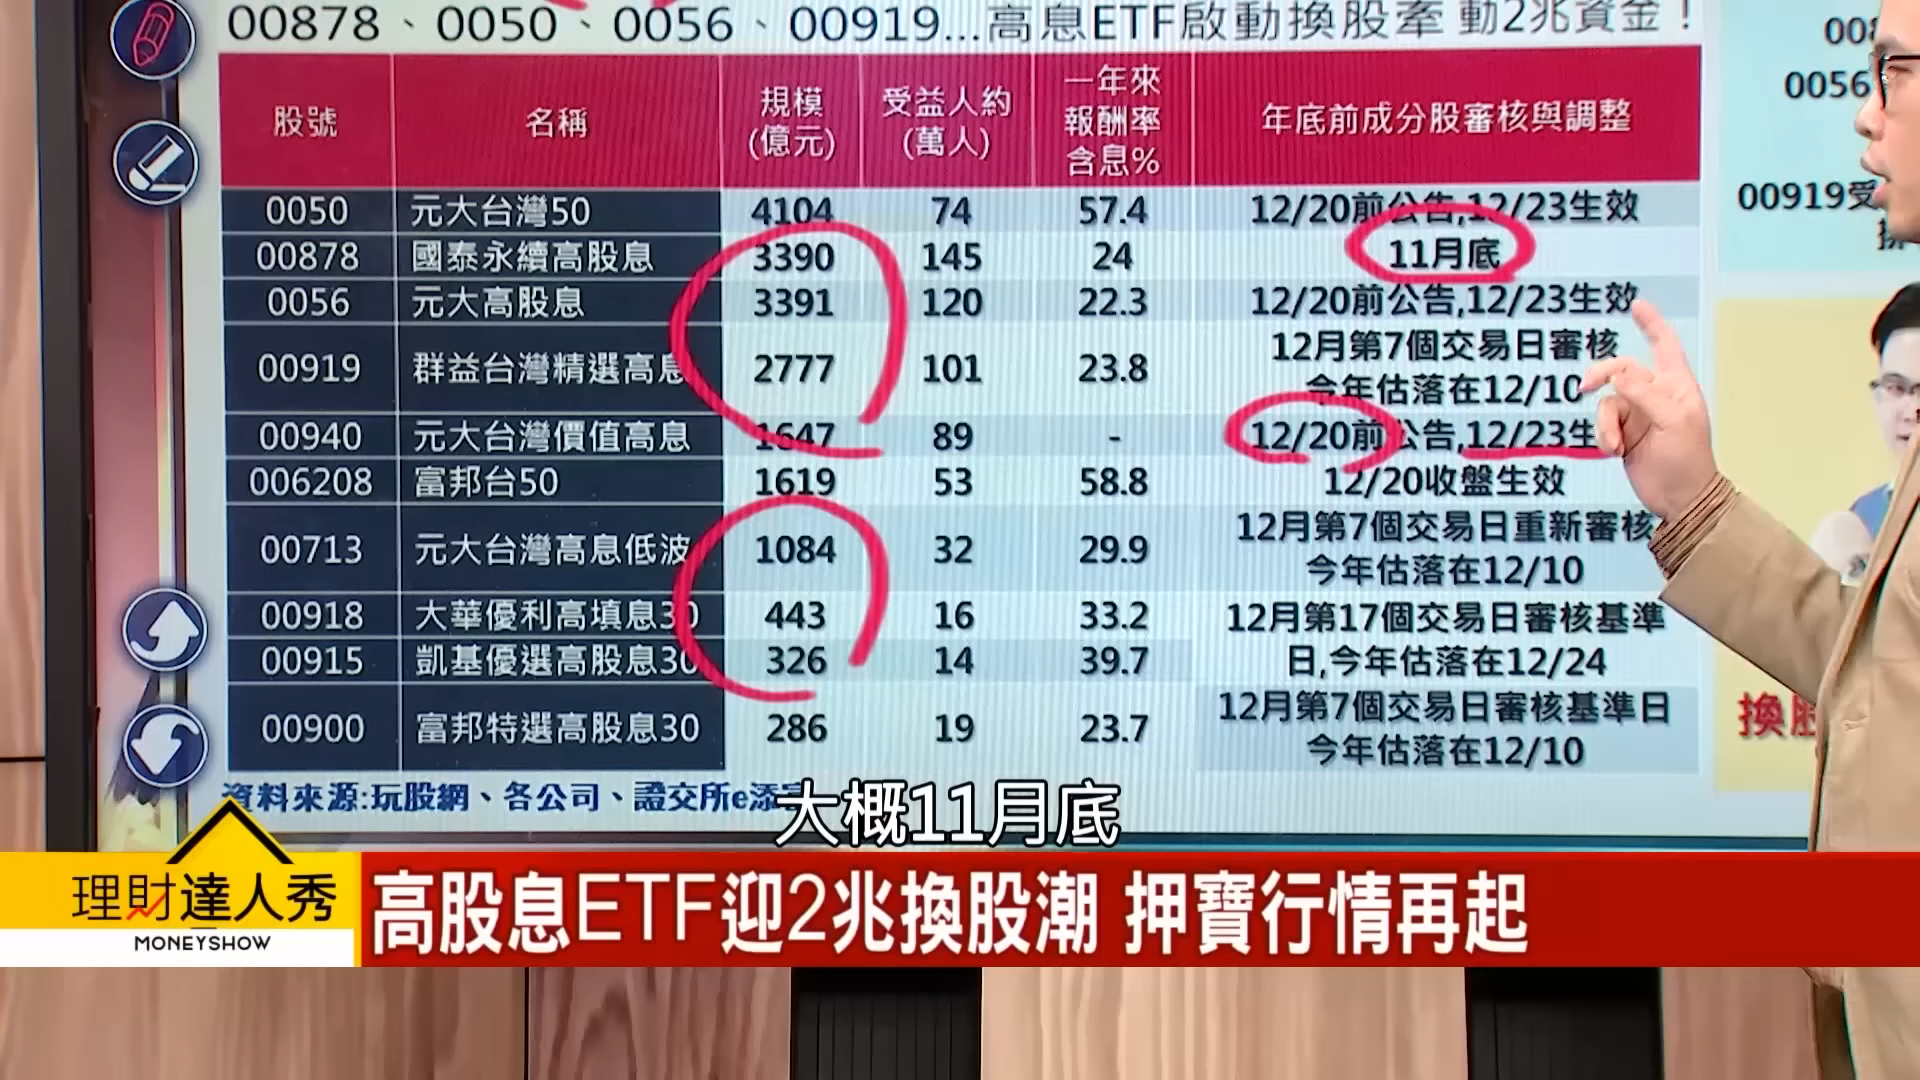 00878、0050、0056、00919...高息ETF啟動換股牽動2兆資金！
股號 名稱 規模(億元) 受益人約(萬人) 一年來報酬率含息% 年底前成分股審核與調整
0050 元大台灣50 4104 74 57.4 12/20前公告,12/23生效
00878 國泰永續高股息 3390 145 24 11月底
0056 元大高股息 3391 120 22.3 12/20前公告,12/23生效
00919 群益台灣精選高息 2777 101 23.8 12月第7個交易日審核
今年估落在12/10
00940 元大台灣價值高息 1647 89 - 12/20前公告,12/23生
006208 富邦台50 1619 53 58.8 12/20收盤生效
00713 元大台灣高息低波 1084 32 29.9 12月第7個交易日重新審核
今年估落在12/10
00918 大華優利高填息30 443 16 33.2 12月第17個交易日審核基準
00915 凱基優選高股息30 326 14 39.7 日,今年估落在12/24
00900 富邦特選高股息30 286 19 23.7 12月第7個交易日審核基準日
今年估落在12/10
資料來源:玩股網、各公司、證交所e添富
0056
00919受
換股
大概11月底
理財達人秀
MONEYSHOW
高股息ETF迎2兆換股潮 押寶行情再起